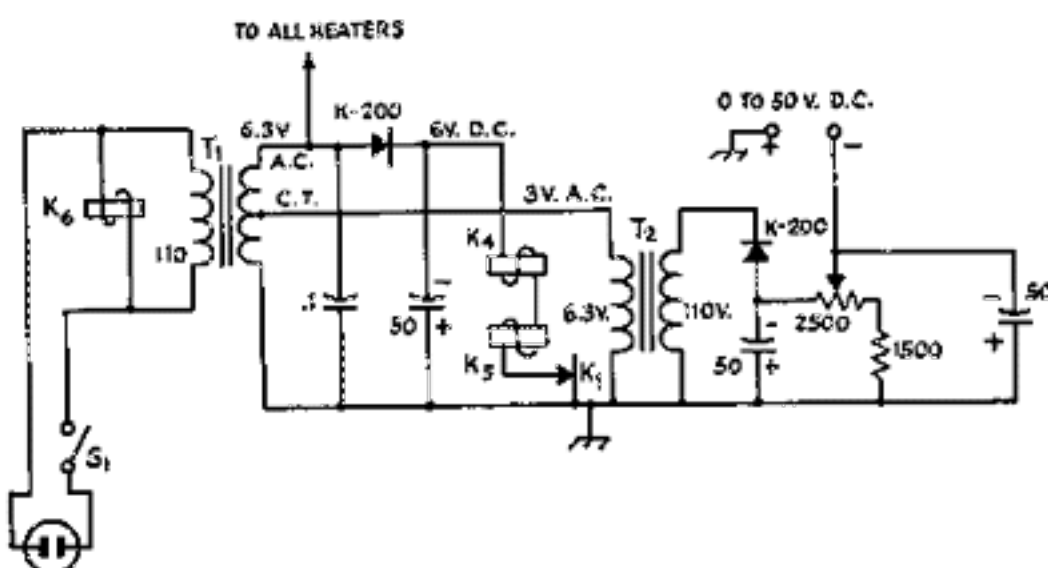 TO ALL HEATERS
K-200
0 TO 50 V. D.C.
+
−
6.3V
A.C.
6V. D.C.
T1
C.T.
3V. A.C.
K6
110
K4
T2
K-200
.1
50
−
+
K5
K1
6.3V.
110V.
50
−
+
2500
1500
50
−
+
S1